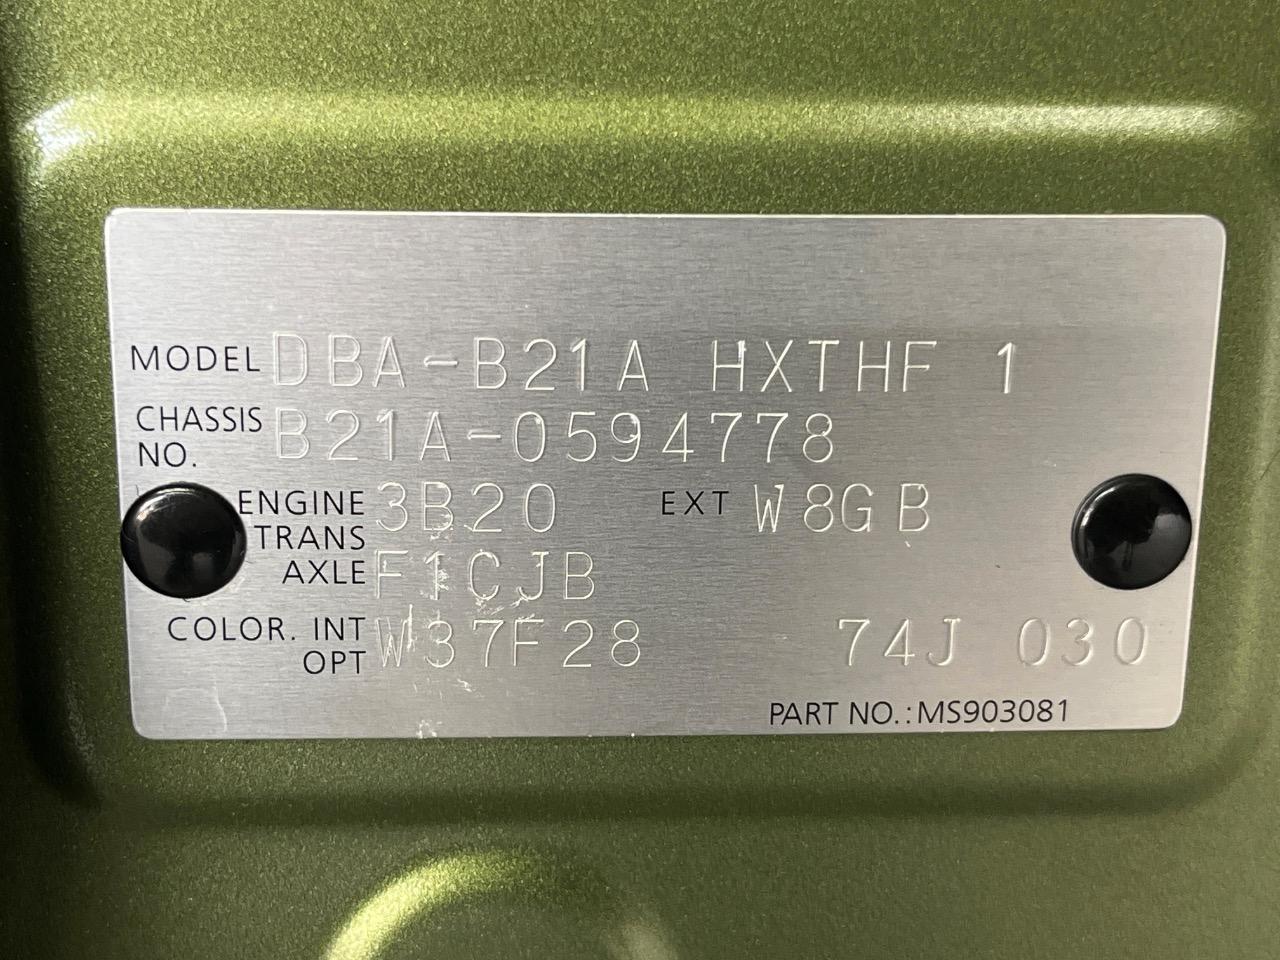 MODEL DBA-B21A HXTHF 1
CHASSIS NO. B21A-0594778
ENGINE 3B20 EXT W8GB
TRANS AXLE F1CJB
COLOR. INT OPT W37F28 74J 030
PART NO.:MS903081